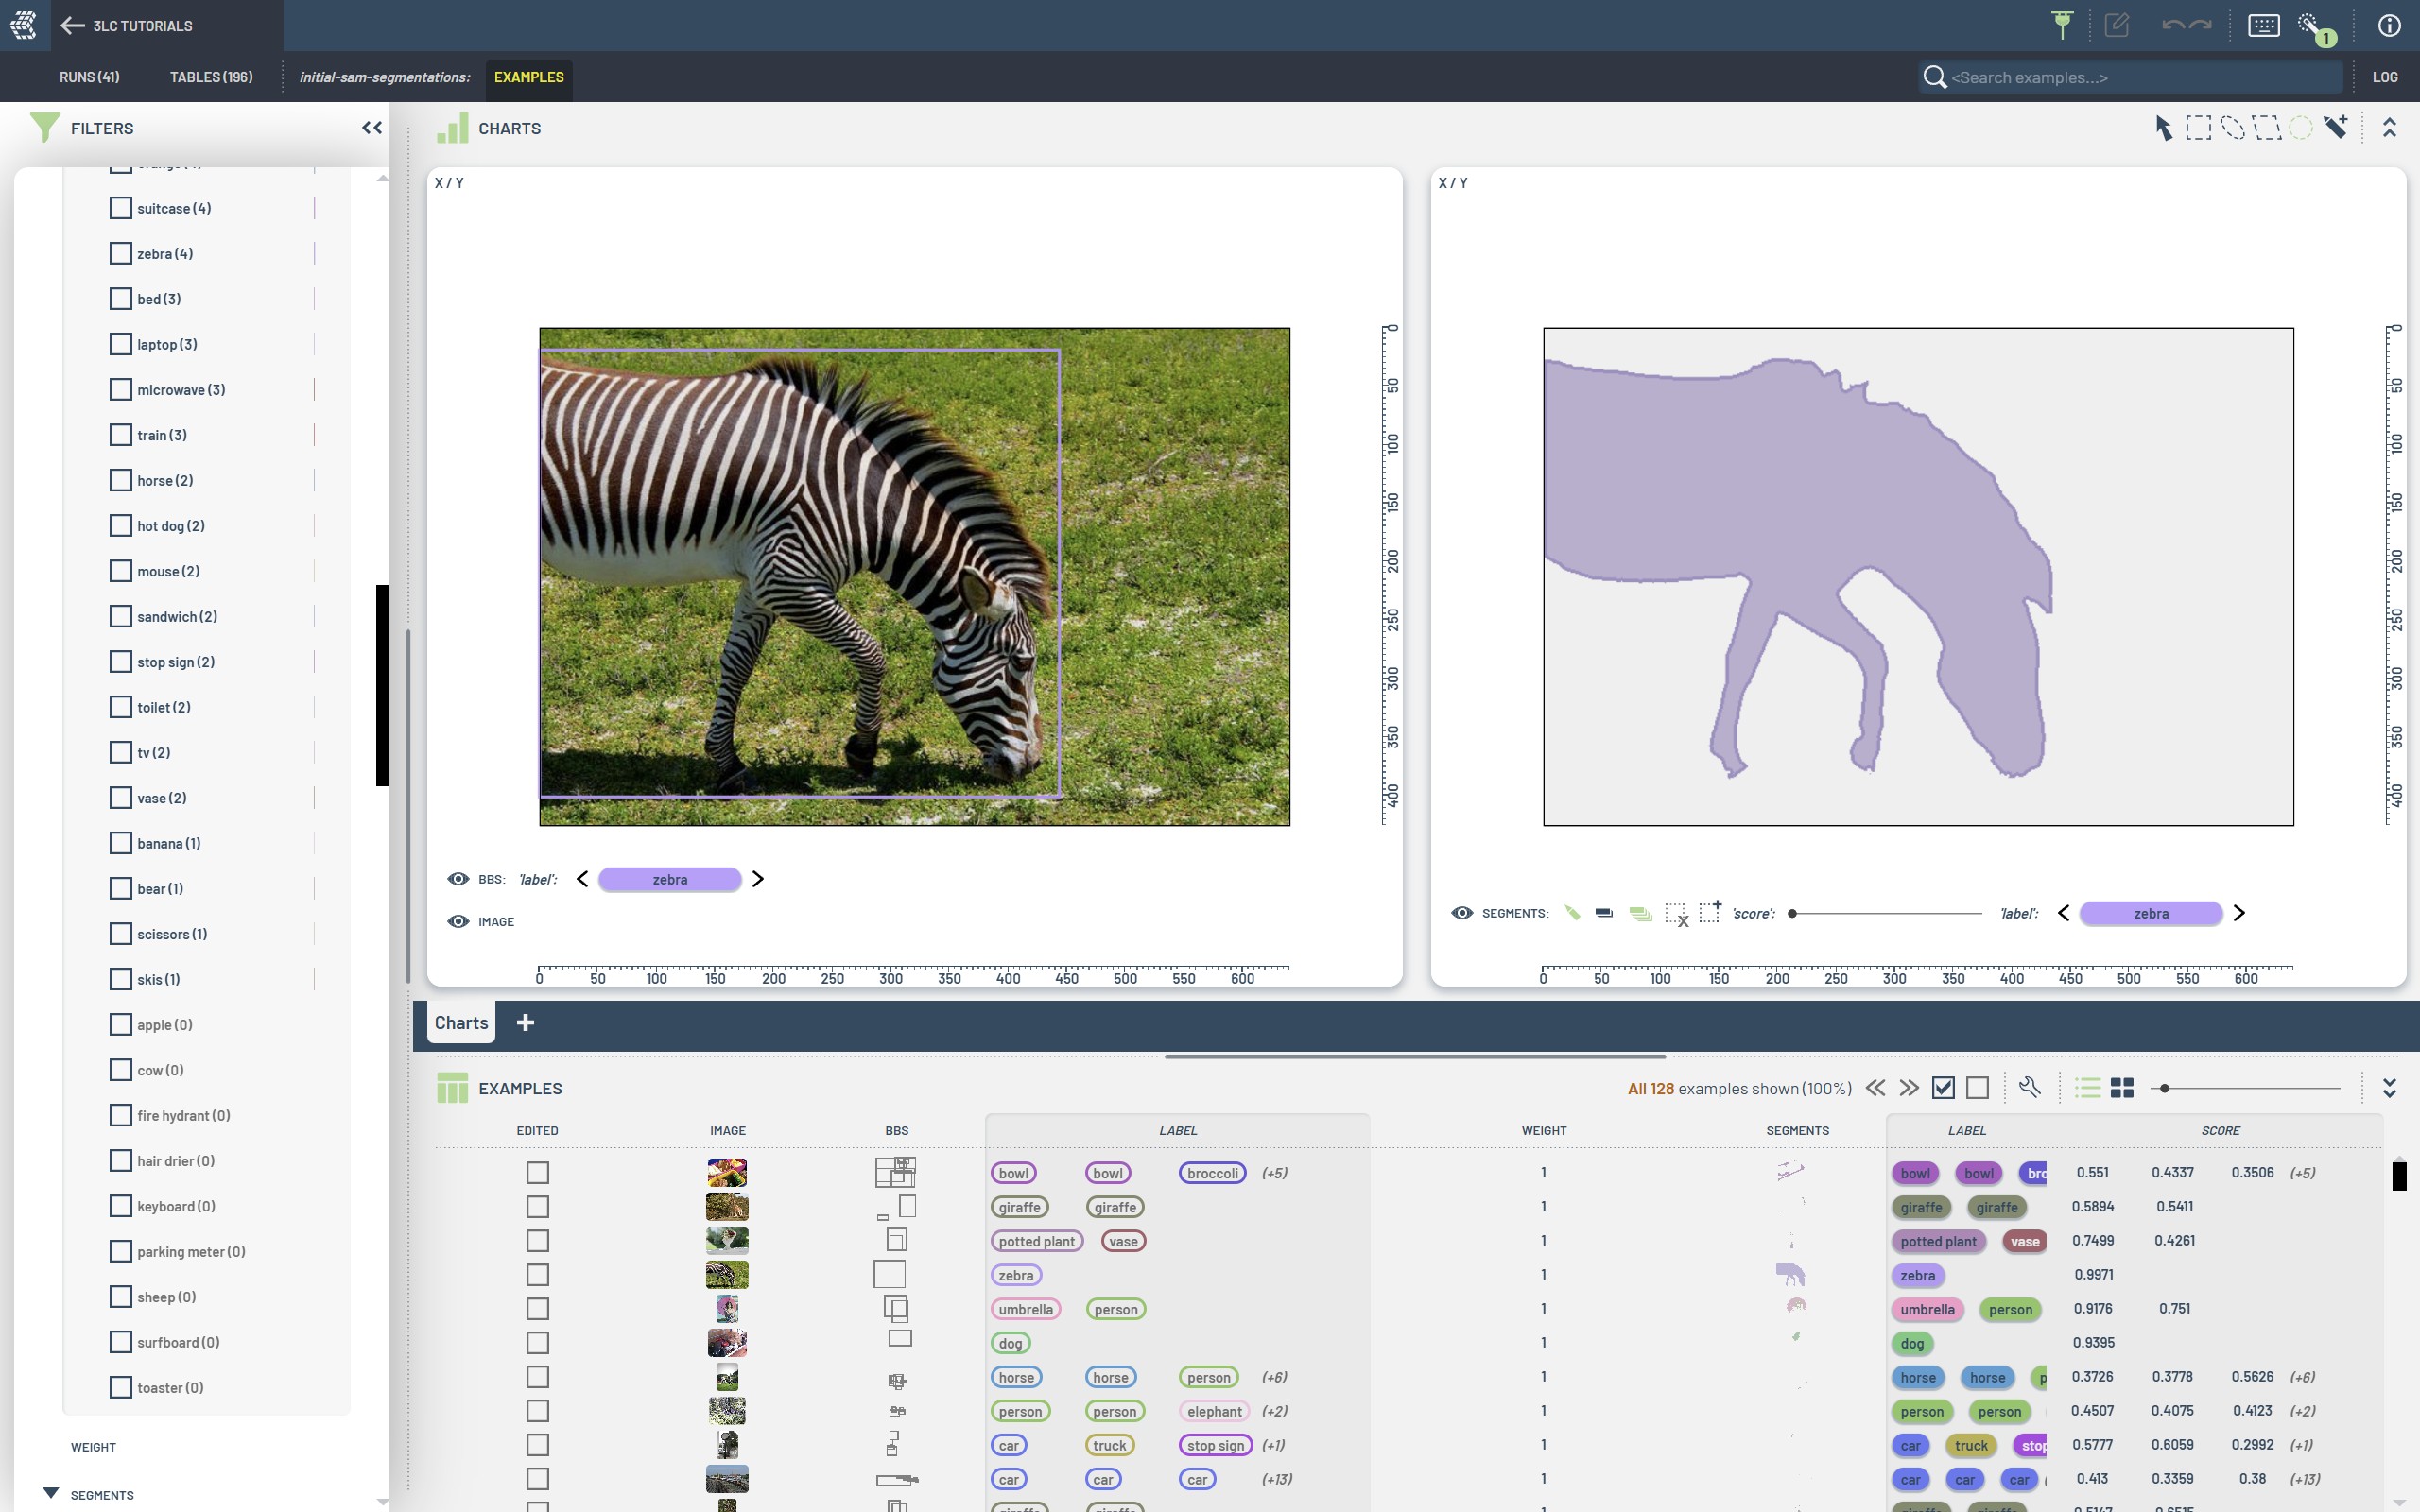 3LC TUTORIALS
1
RUNS (41) TABLES (196) initial-sam-segmentations: EXAMPLES <Search examples...> LOG
FILTERS
suitcase (4)
zebra (4)
bed (3)
laptop (3)
microwave (3)
train (3)
horse (2)
hot dog (2)
mouse (2)
sandwich (2)
stop sign (2)
toilet (2)
tv (2)
vase (2)
banana (1)
bear (1)
scissors (1)
skis (1)
apple (0)
cow (0)
fire hydrant (0)
hair drier (0)
keyboard (0)
parking meter (0)
sheep (0)
surfboard (0)
toaster (0)
WEIGHT
SEGMENTS
CHARTS
X / Y
0
50
100
150
200
250
300
350
400
BBS: 'label': zebra
IMAGE
0 50 100 150 200 250 300 350 400 450 500 550 600
X / Y
0
50
100
150
200
250
300
350
400
SEGMENTS: 'score': 'label': zebra
0 50 100 150 200 250 300 350 400 450 500 550 600
Charts
EXAMPLES All 128 examples shown (100%)
EDITED IMAGE BBS LABEL WEIGHT SEGMENTS LABEL SCORE
bowl bowl broccoli (+5) 1 bowl bowl bro 0.551 0.4337 0.3506 (+5)
giraffe giraffe 1 giraffe giraffe 0.5894 0.5411
potted plant vase 1 potted plant vase 0.7499 0.4261
zebra 1 zebra 0.9971
umbrella person 1 umbrella person 0.9176 0.751
dog 1 dog 0.9395
horse horse person (+6) 1 horse horse p 0.3726 0.3778 0.5626 (+6)
person person elephant (+2) 1 person person 0.4507 0.4075 0.4123 (+2)
car truck stop sign (+1) 1 car truck stop 0.5777 0.6059 0.2992 (+1)
car car car (+13) 1 car car car 0.413 0.3359 0.38 (+13)